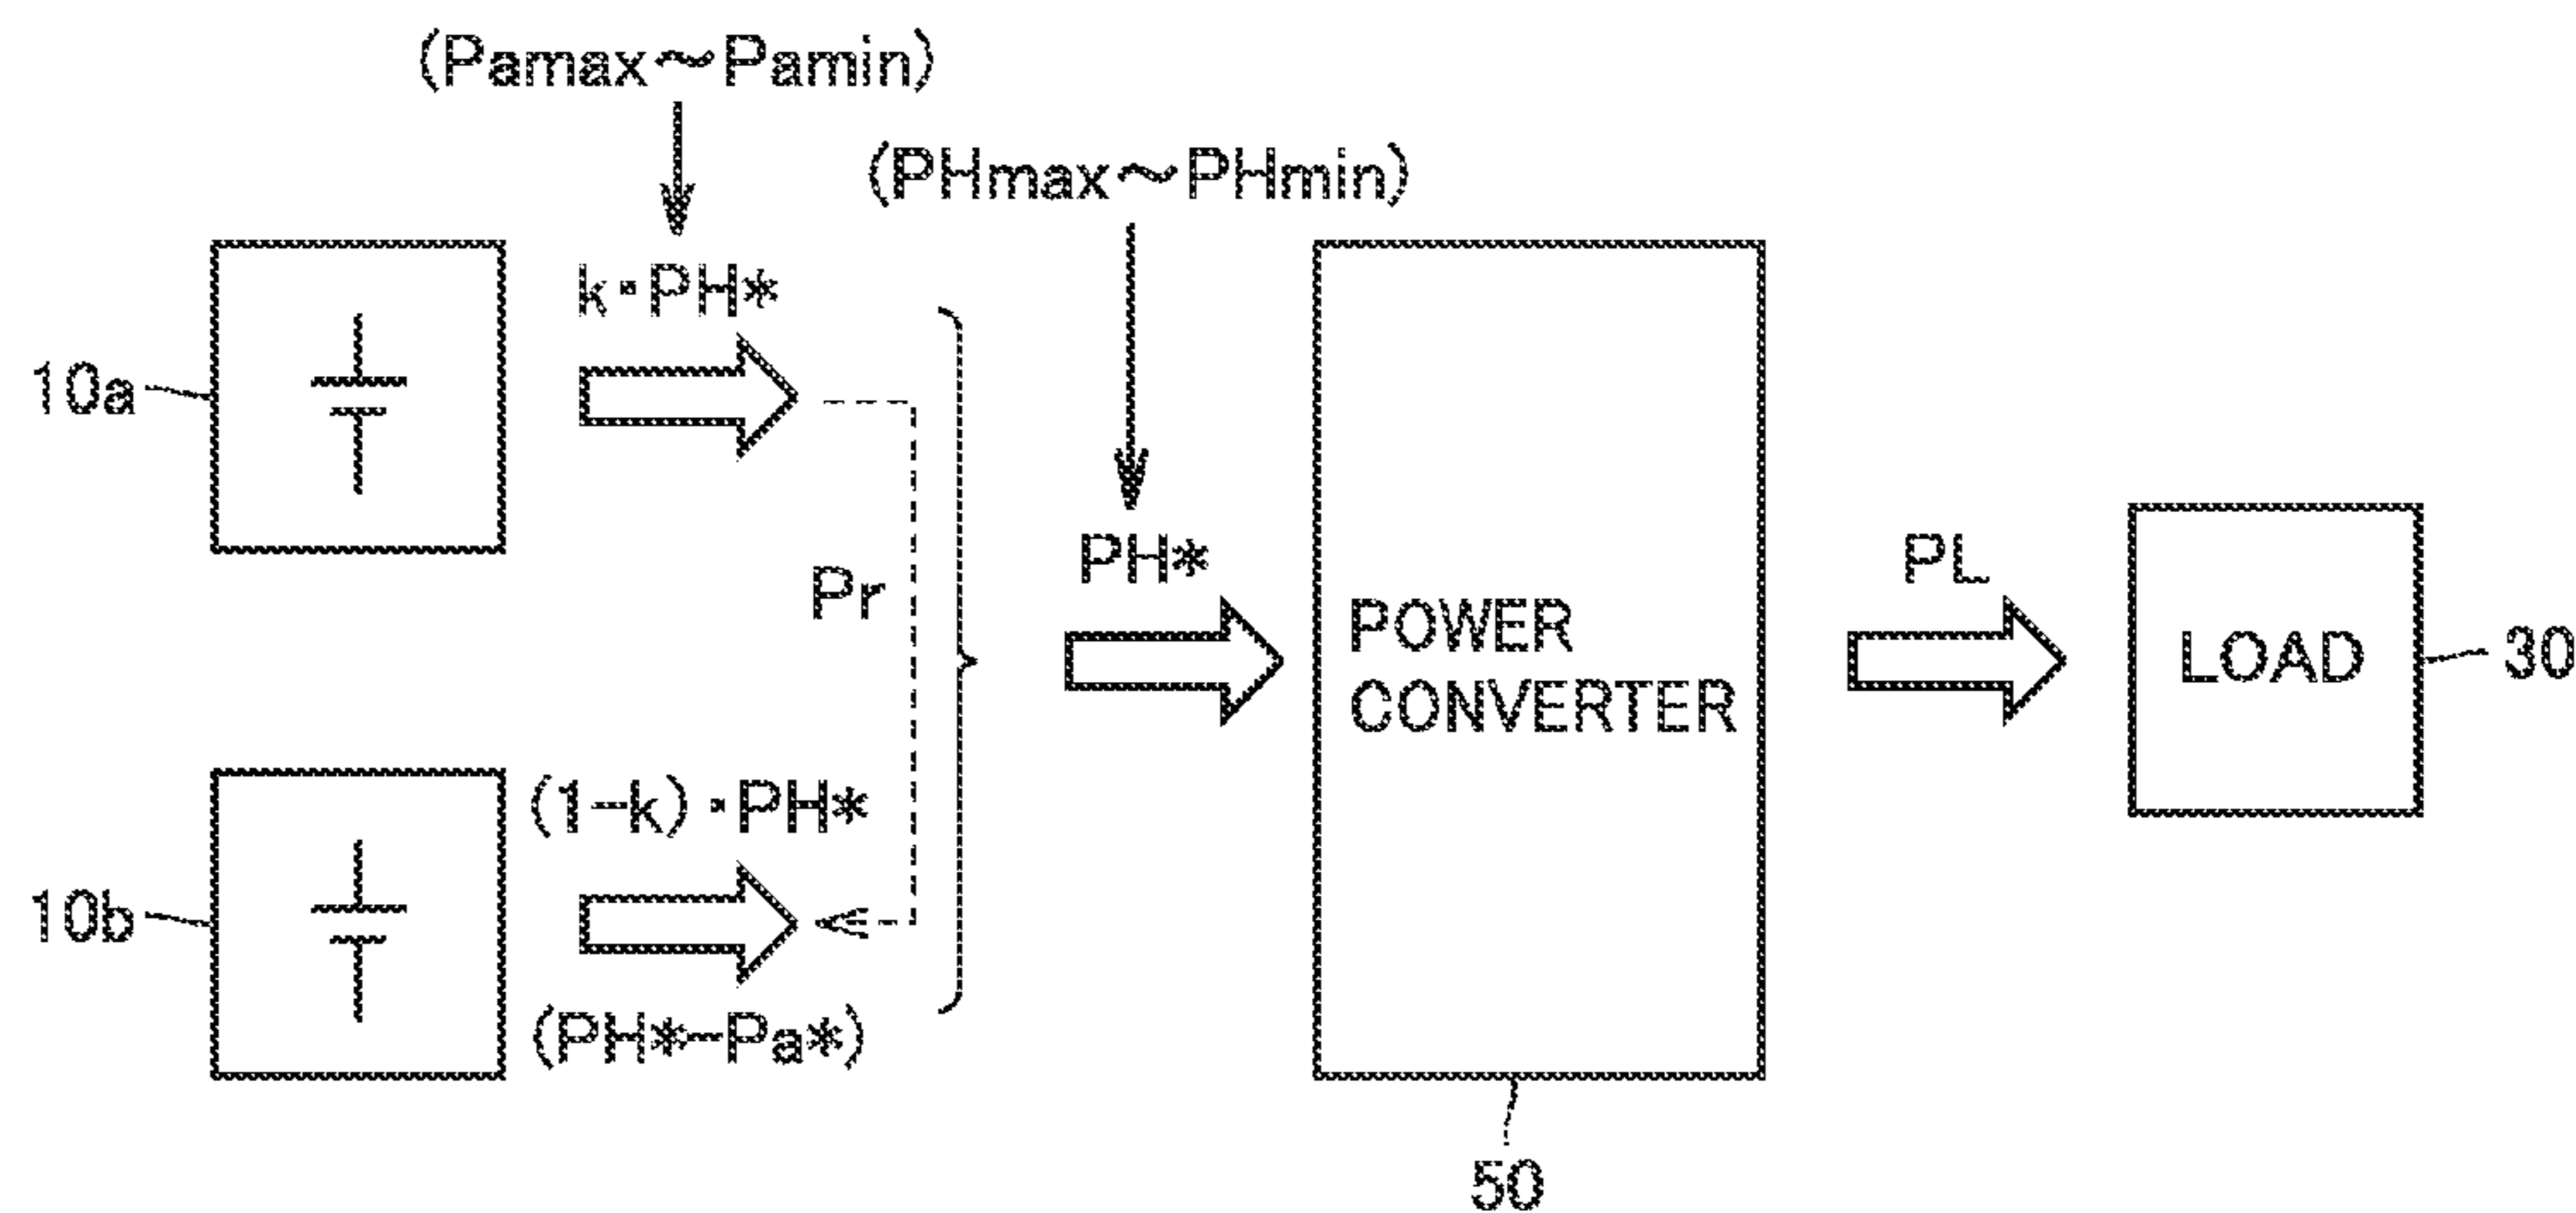 (Pamax～Pamin)
(PHmax～PHmin)
k・PH*
10a
Pr
PH*
POWER
CONVERTER
PL
LOAD
30
(1-k)・PH*
10b
(PH*-Pa*)
50